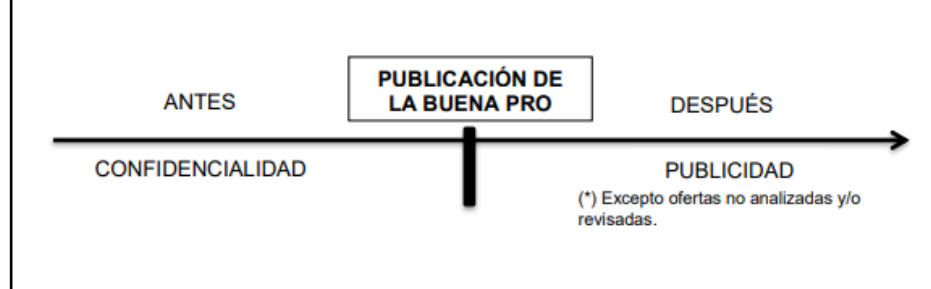 PUBLICACIÓN DE
LA BUENA PRO
ANTES
DESPUÉS
CONFIDENCIALIDAD
PUBLICIDAD
(*) Excepto ofertas no analizadas y/o
revisadas.